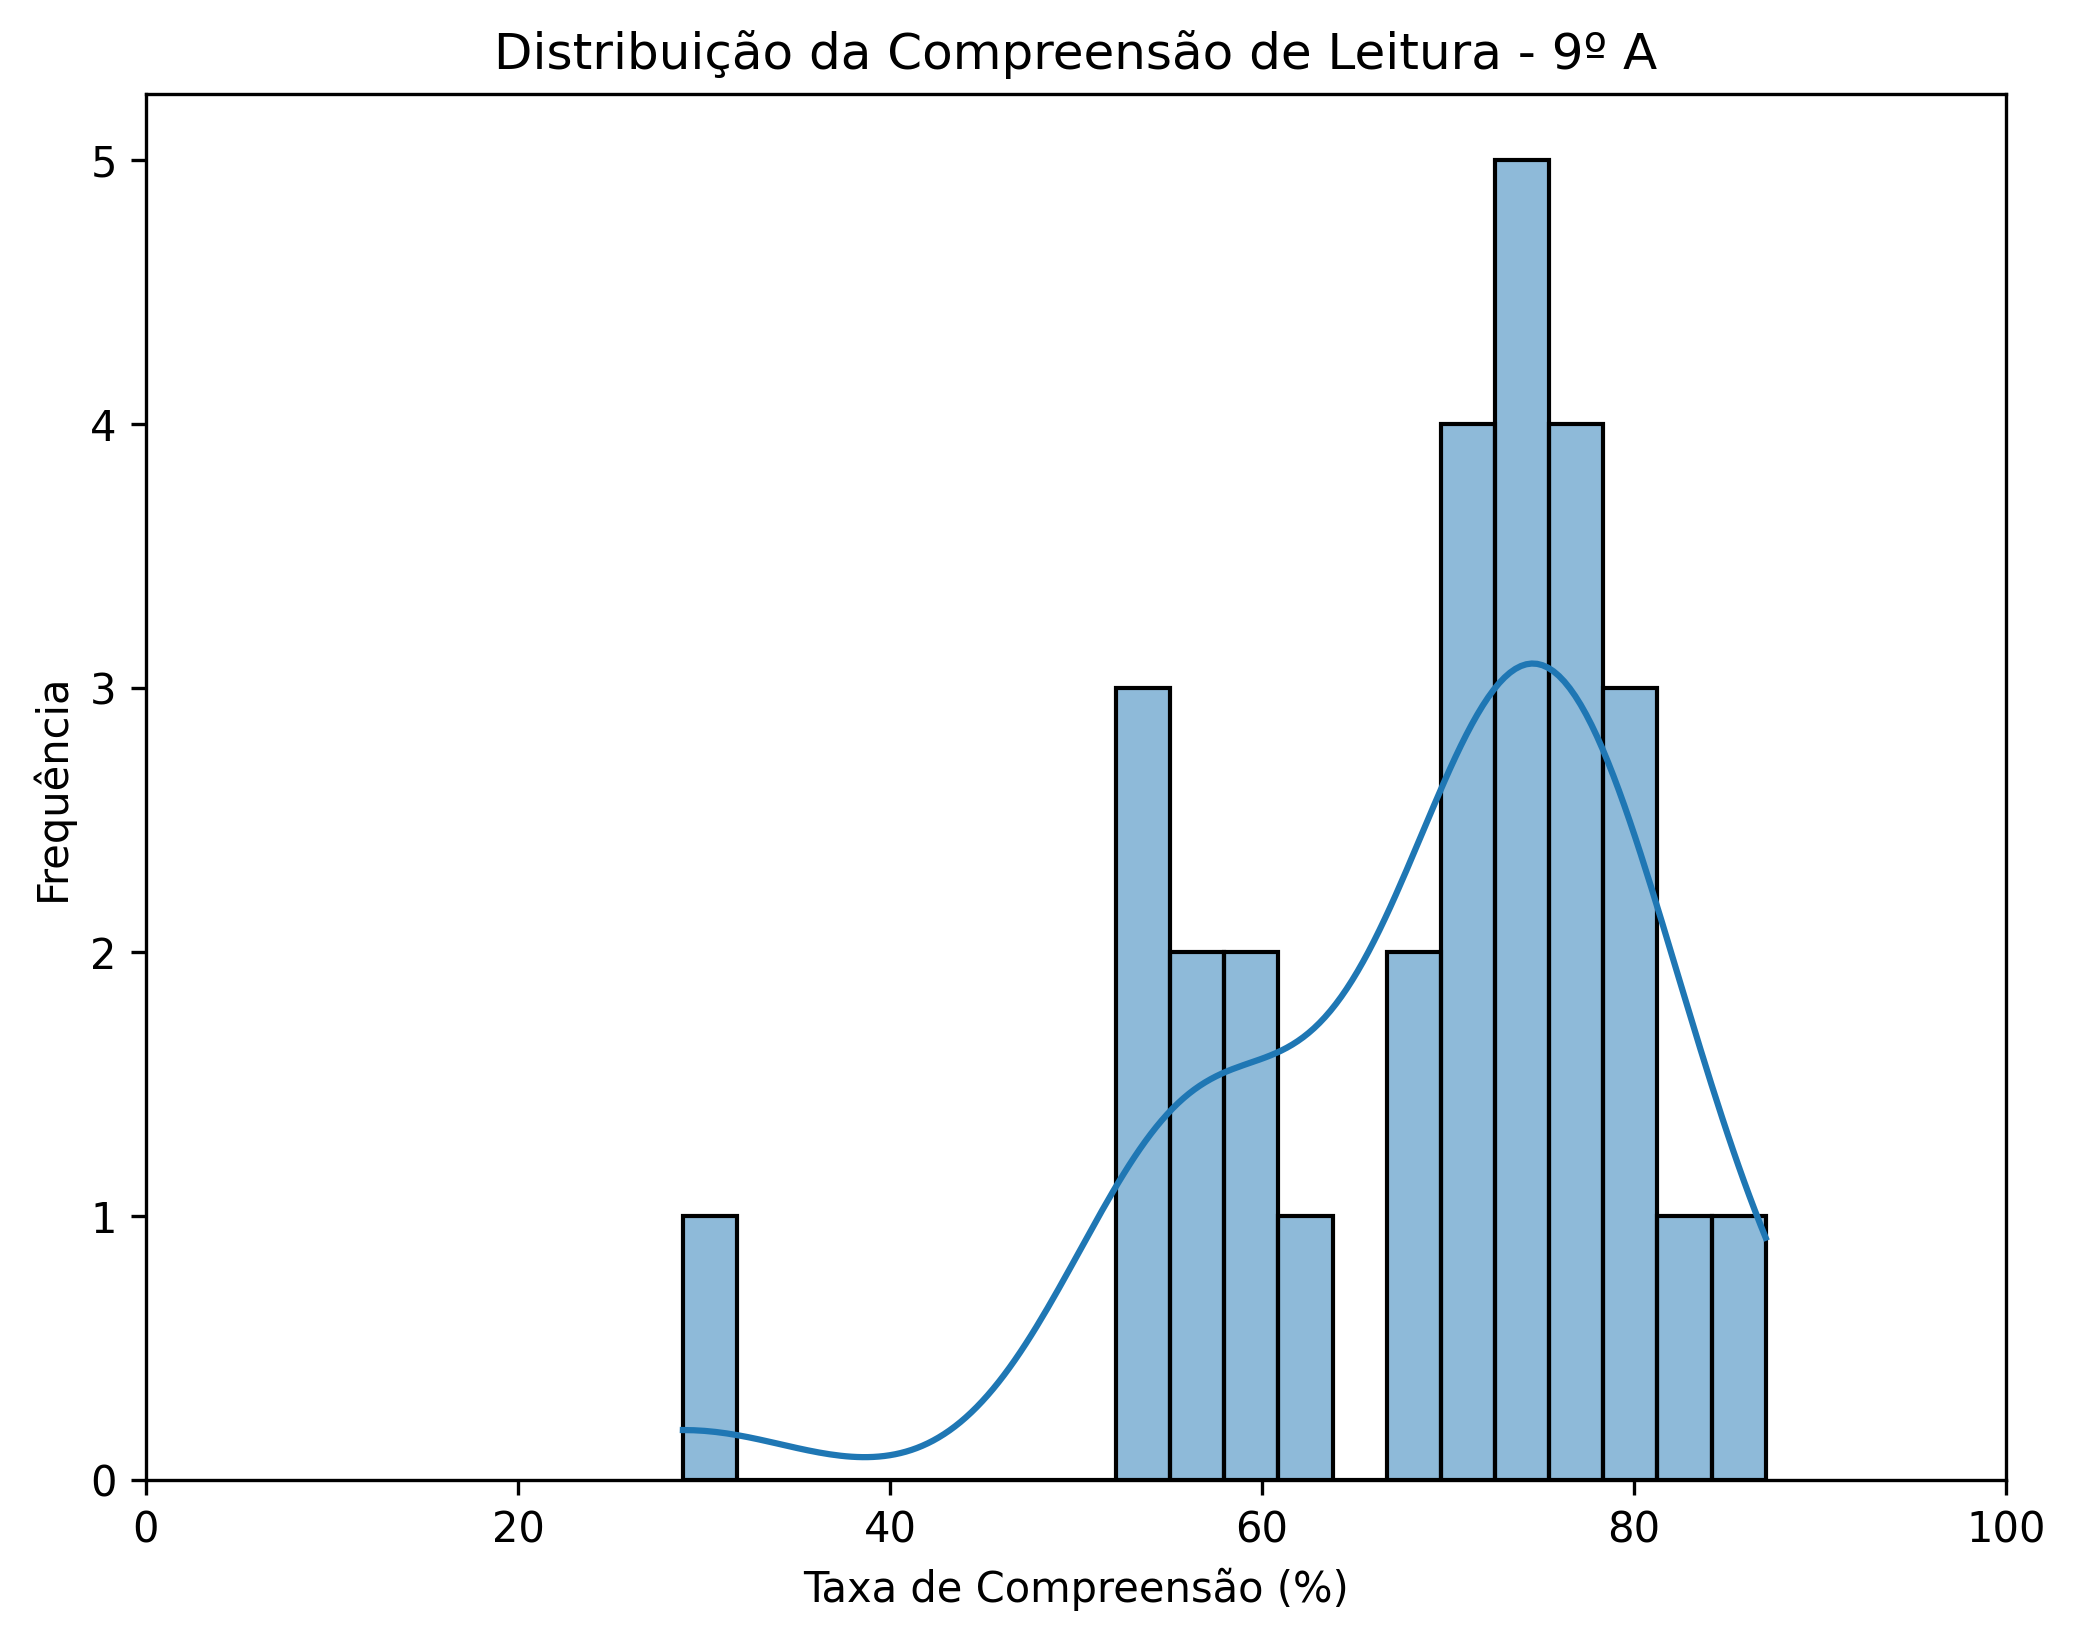 Distribuição da Compreensão de Leitura - 9º A
5
4
3
2
1
0
Frequência
0 20 40 60 80 100
Taxa de Compreensão (%)